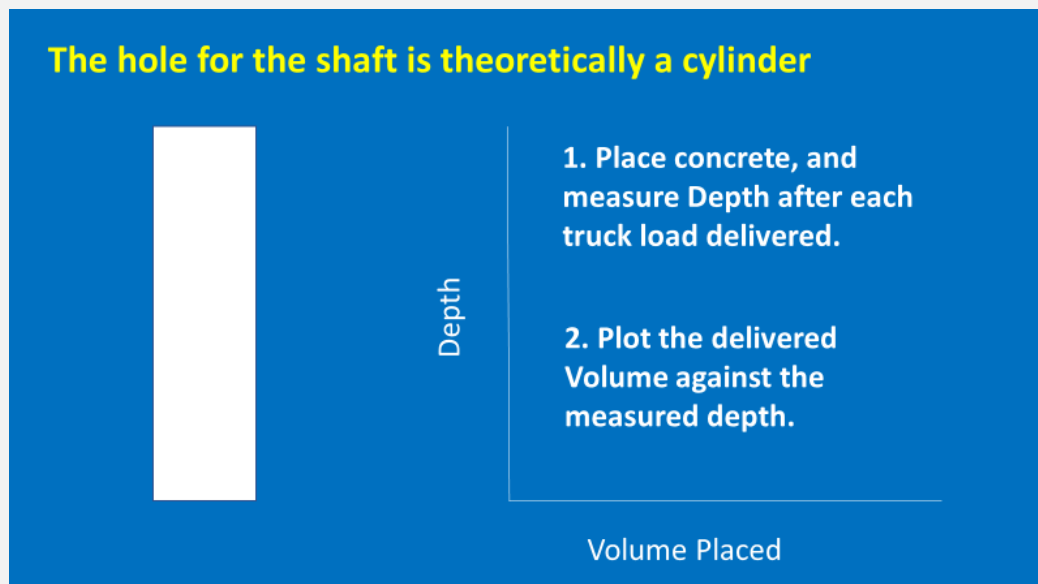 The hole for the shaft is theoretically a cylinder
1. Place concrete, and
measure Depth after each
truck load delivered.
Depth
2. Plot the delivered
Volume against the
measured depth.
Volume Placed